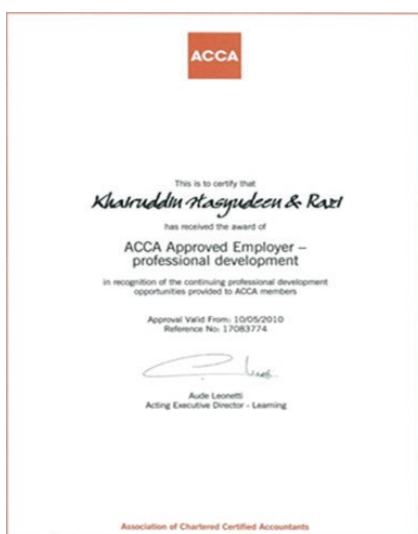 ACCA
This is to certify that
Khairuddin Hasyudeen & Razi
has received the award of
ACCA Approved Employer –
professional development
in recognition of the continuing professional development
opportunities provided to ACCA members
Approval Valid From: 10/05/2010
Reference No: 17083774
Aude Leonetti
Acting Executive Director - Learning
Association of Chartered Certified Accountants